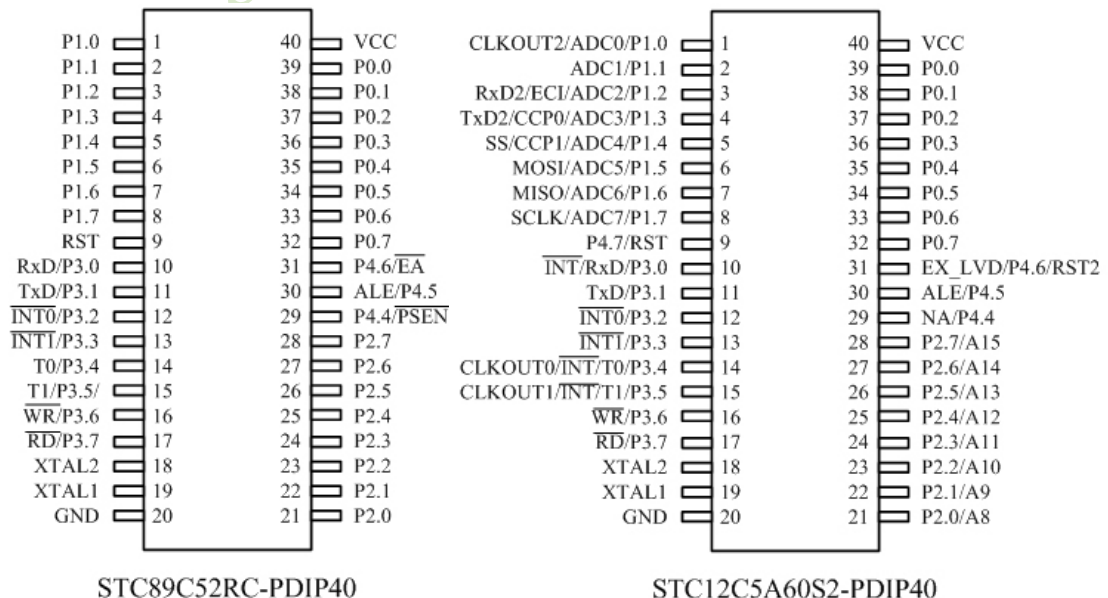 P1.0 1 40 VCC
P1.1 2 39 P0.0
P1.2 3 38 P0.1
P1.3 4 37 P0.2
P1.4 5 36 P0.3
P1.5 6 35 P0.4
P1.6 7 34 P0.5
P1.7 8 33 P0.6
RST 9 32 P0.7
RxD/P3.0 10 31 P4.6/EA
TxD/P3.1 11 30 ALE/P4.5
INT0/P3.2 12 29 P4.4/PSEN
INT1/P3.3 13 28 P2.7
T0/P3.4 14 27 P2.6
T1/P3.5/ 15 26 P2.5
WR/P3.6 16 25 P2.4
RD/P3.7 17 24 P2.3
XTAL2 18 23 P2.2
XTAL1 19 22 P2.1
GND 20 21 P2.0
STC89C52RC-PDIP40
CLKOUT2/ADC0/P1.0 1 40 VCC
ADC1/P1.1 2 39 P0.0
RxD2/ECI/ADC2/P1.2 3 38 P0.1
TxD2/CCP0/ADC3/P1.3 4 37 P0.2
SS/CCP1/ADC4/P1.4 5 36 P0.3
MOSI/ADC5/P1.5 6 35 P0.4
MISO/ADC6/P1.6 7 34 P0.5
SCLK/ADC7/P1.7 8 33 P0.6
P4.7/RST 9 32 P0.7
INT/RxD/P3.0 10 31 EX_LVD/P4.6/RST2
TxD/P3.1 11 30 ALE/P4.5
INT0/P3.2 12 29 NA/P4.4
INT1/P3.3 13 28 P2.7/A15
CLKOUT0/INT/T0/P3.4 14 27 P2.6/A14
CLKOUT1/INT/T1/P3.5 15 26 P2.5/A13
WR/P3.6 16 25 P2.4/A12
RD/P3.7 17 24 P2.3/A11
XTAL2 18 23 P2.2/A10
XTAL1 19 22 P2.1/A9
GND 20 21 P2.0/A8
STC12C5A60S2-PDIP40